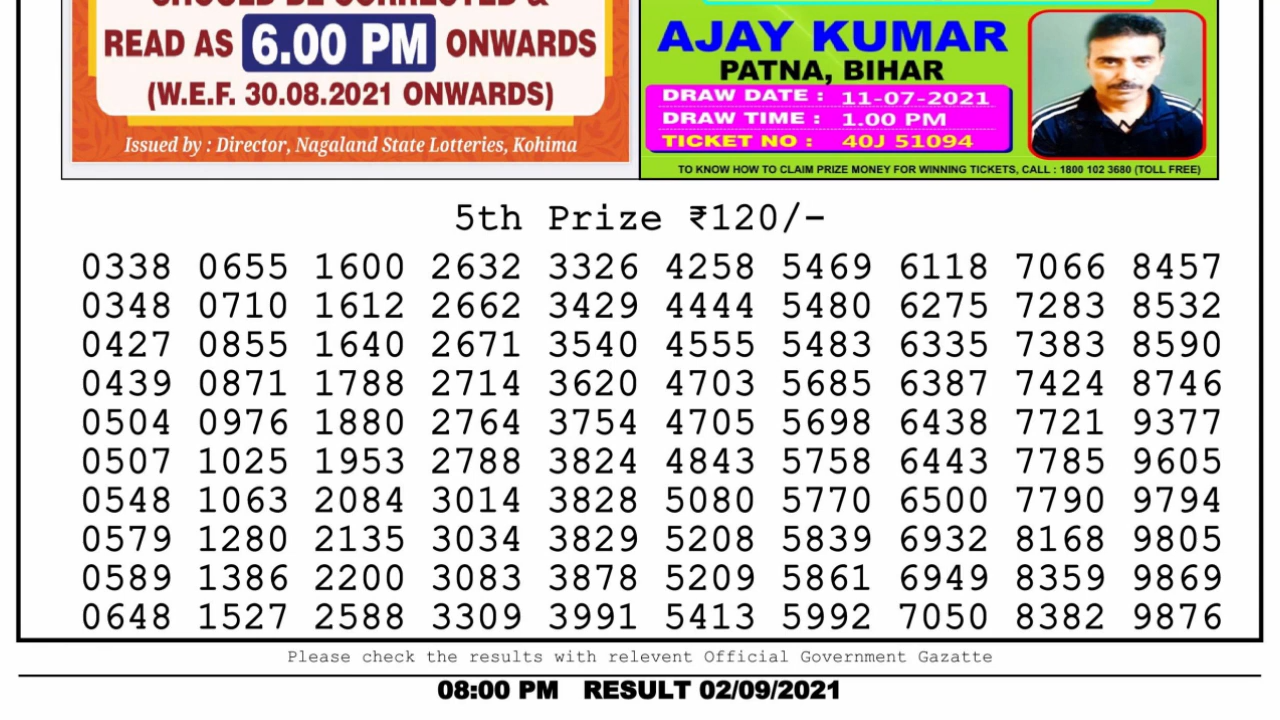 SHOULD BE CORRECTED &
READ AS 6.00 PM ONWARDS
(W.E.F. 30.08.2021 ONWARDS)
Issued by : Director, Nagaland State Lotteries, Kohima
AJAY KUMAR
PATNA, BIHAR
DRAW DATE : 11-07-2021
DRAW TIME : 1.00 PM
TICKET NO : 40J 51094
TO KNOW HOW TO CLAIM PRIZE MONEY FOR WINNING TICKETS, CALL : 1800 102 3680 (TOLL FREE)
5th Prize ₹120/-
0338 0655 1600 2632 3326 4258 5469 6118 7066 8457
0348 0710 1612 2662 3429 4444 5480 6275 7283 8532
0427 0855 1640 2671 3540 4555 5483 6335 7383 8590
0439 0871 1788 2714 3620 4703 5685 6387 7424 8746
0504 0976 1880 2764 3754 4705 5698 6438 7721 9377
0507 1025 1953 2788 3824 4843 5758 6443 7785 9605
0548 1063 2084 3014 3828 5080 5770 6500 7790 9794
0579 1280 2135 3034 3829 5208 5839 6932 8168 9805
0589 1386 2200 3083 3878 5209 5861 6949 8359 9869
0648 1527 2588 3309 3991 5413 5992 7050 8382 9876
Please check the results with relevent Official Government Gazatte
08:00 PM RESULT 02/09/2021